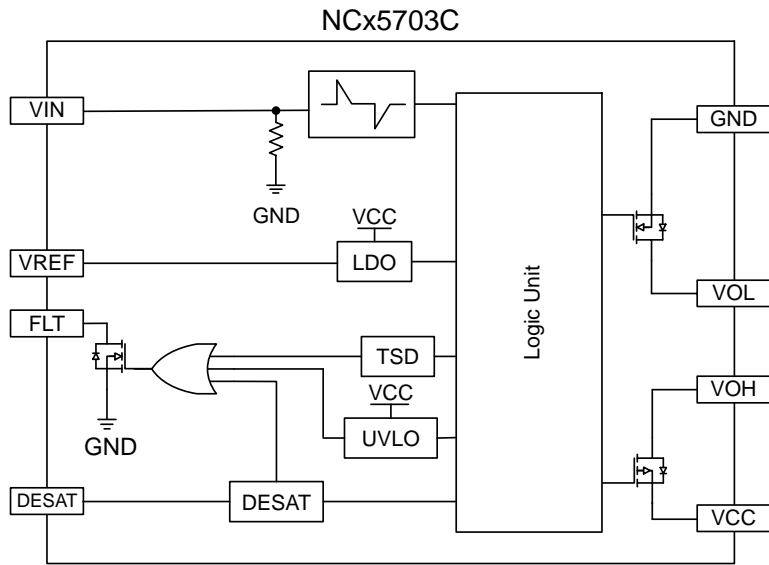 NCx5703C
VIN
GND
GND
VCC
VREF
LDO
Logic Unit
FLT
TSD
VOL
VCC
UVLO
VOH
GND
DESAT
DESAT
VCC